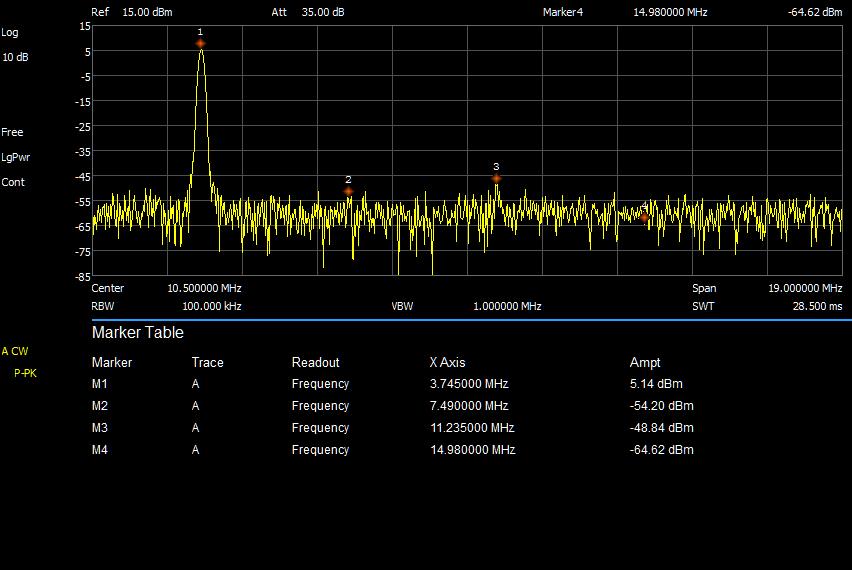 Ref 15.00 dBm Att 35.00 dB Marker4 14.980000 MHz -64.62 dBm
Log
10 dB
Free
LgPwr
Cont
15
5
-5
-15
-25
-35
-45
-55
-65
-75
-85
1
2
3
Center 10.500000 MHz Span 19.000000 MHz
RBW 100.000 kHz VBW 1.000000 MHz SWT 28.500 ms
A CW
P-PK
Marker Table
Marker Trace Readout X Axis Ampt
M1 A Frequency 3.745000 MHz 5.14 dBm
M2 A Frequency 7.490000 MHz -54.20 dBm
M3 A Frequency 11.235000 MHz -48.84 dBm
M4 A Frequency 14.980000 MHz -64.62 dBm